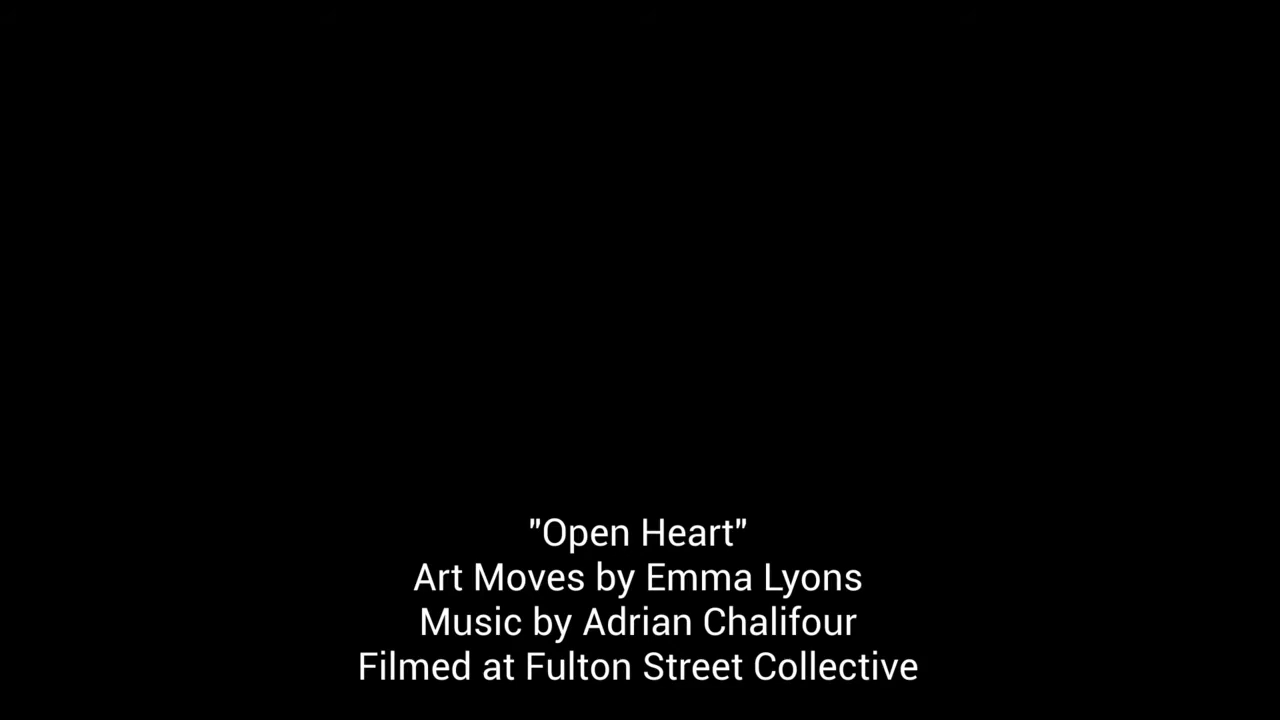 "Open Heart"
Art Moves by Emma Lyons
Music by Adrian Chalifour
Filmed at Fulton Street Collective